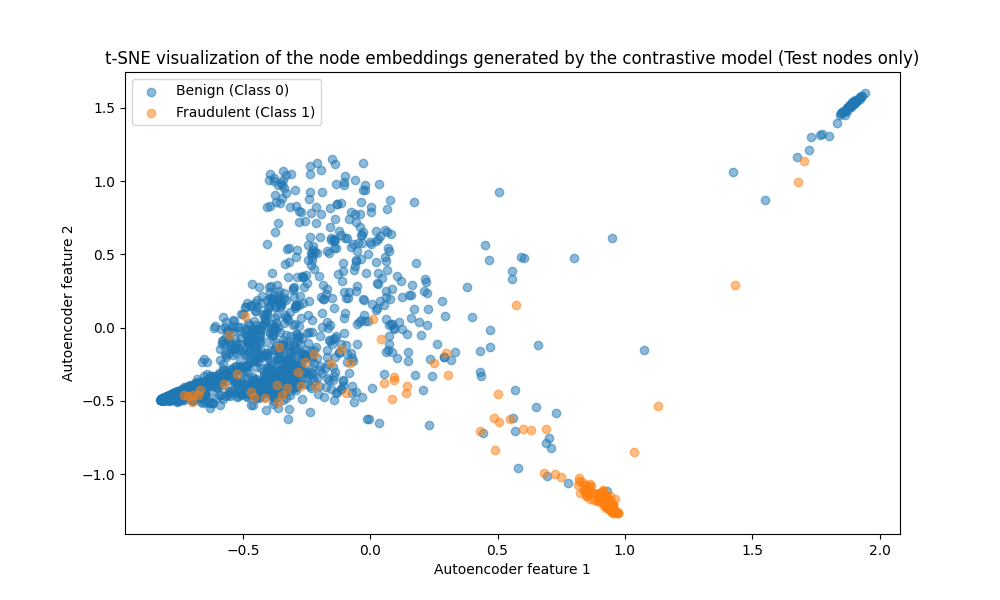 t-SNE visualization of the node embeddings generated by the contrastive model (Test nodes only)
Benign (Class 0)
Fraudulent (Class 1)
Autoencoder feature 2
1.5
1.0
0.5
0.0
−0.5
−1.0
−0.5
0.0
0.5
1.0
1.5
2.0
Autoencoder feature 1